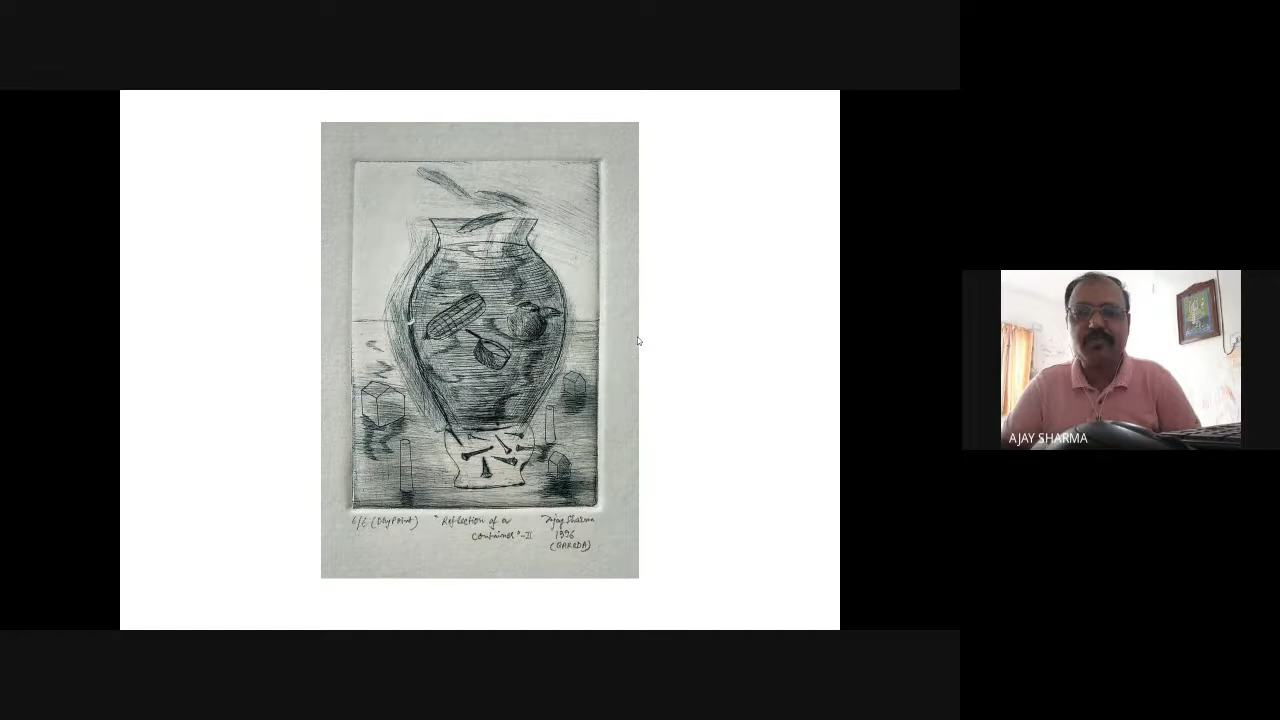 6/6 (DRYPOINT) "Reflection of a Ajay Sharma
Container"-II 1996
(BARODA)
AJAY SHARMA